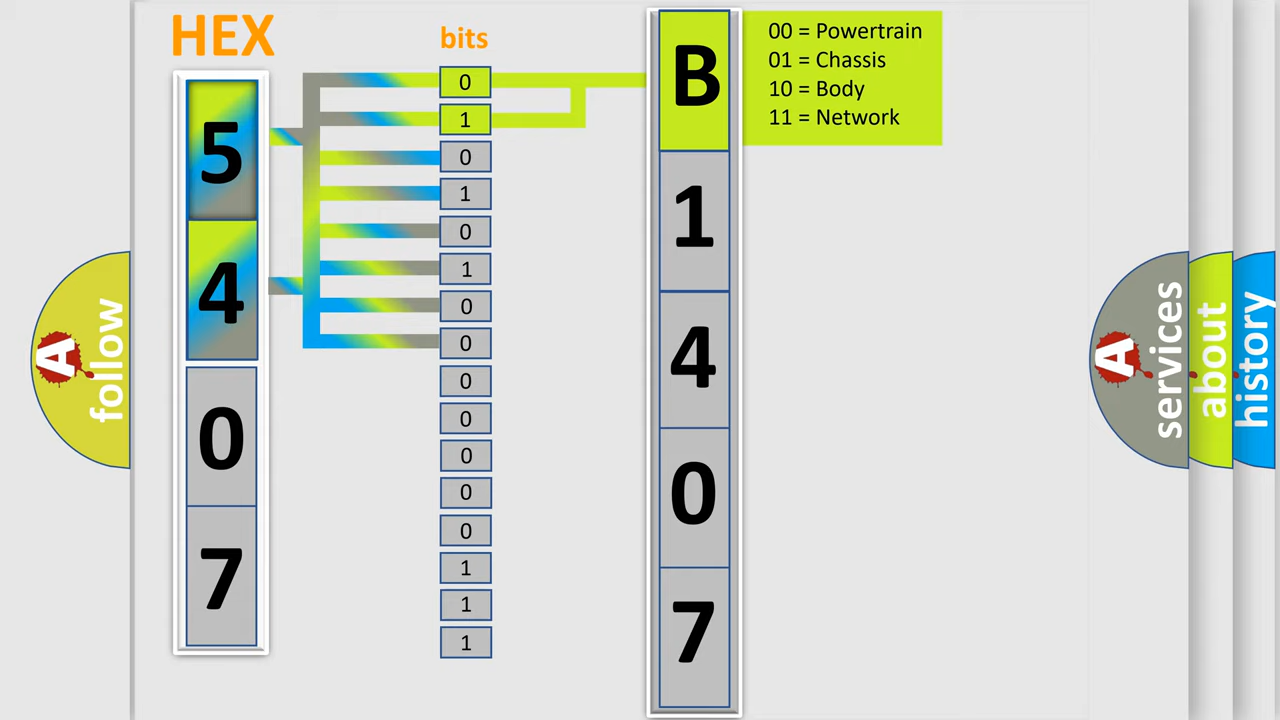 HEX
bits
5
4
0
7
0
1
0
1
0
1
0
0
0
0
0
0
0
1
1
1
B
1
4
0
7
00 = Powertrain
01 = Chassis
10 = Body
11 = Network
A
follow
A
services
about
history